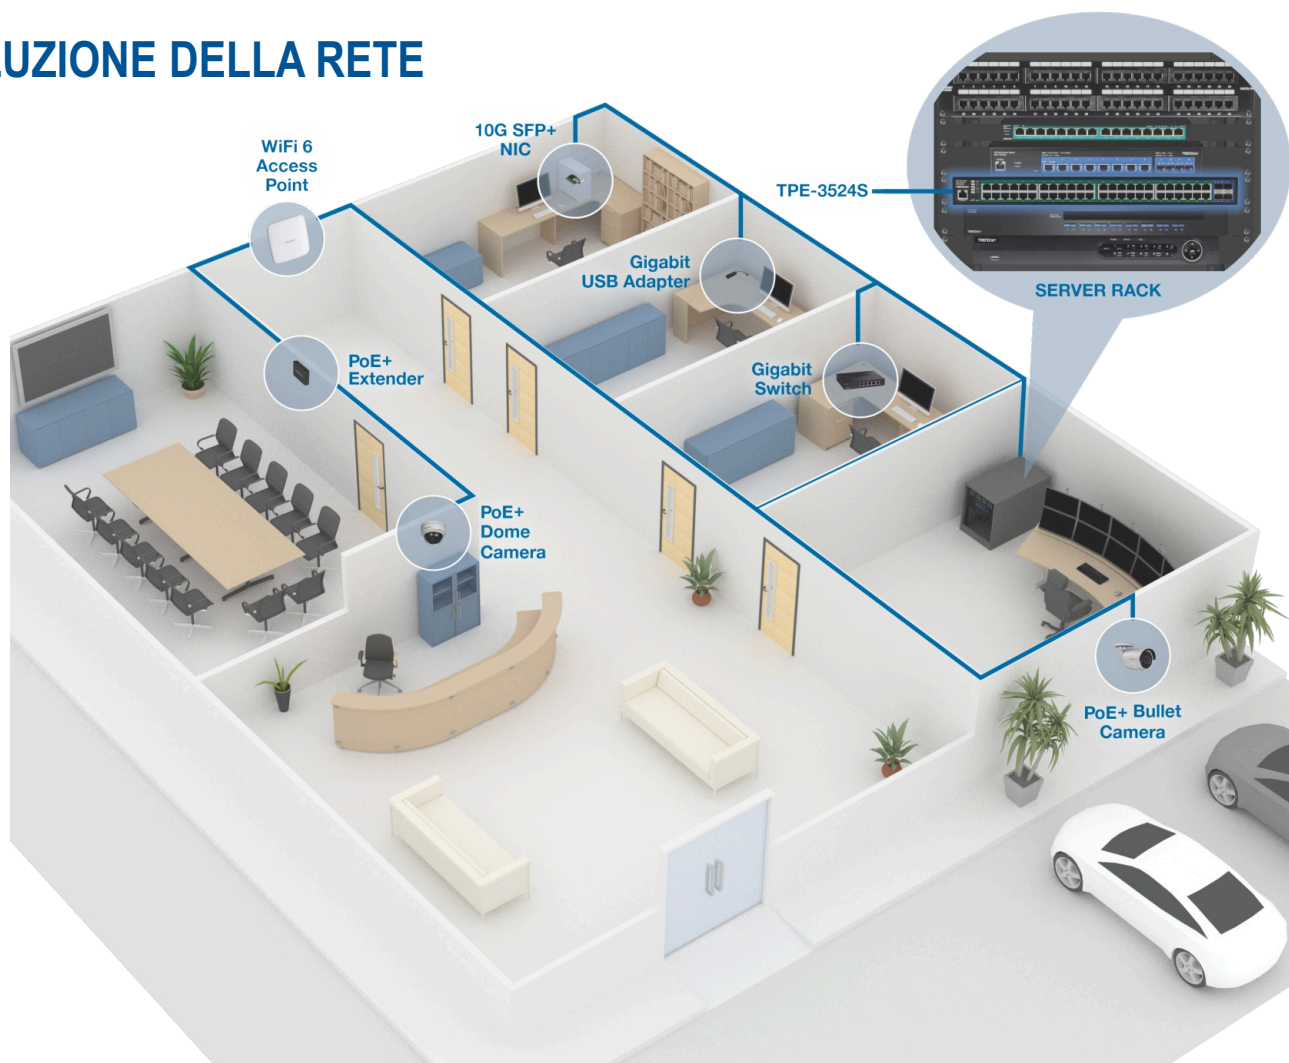 UZIONE DELLA RETE
10G SFP+
NIC
WiFi 6
Access
Point
TPE-3524S
Gigabit
USB Adapter
SERVER RACK
PoE+
Extender
Gigabit
Switch
PoE+
Dome
Camera
PoE+ Bullet
Camera